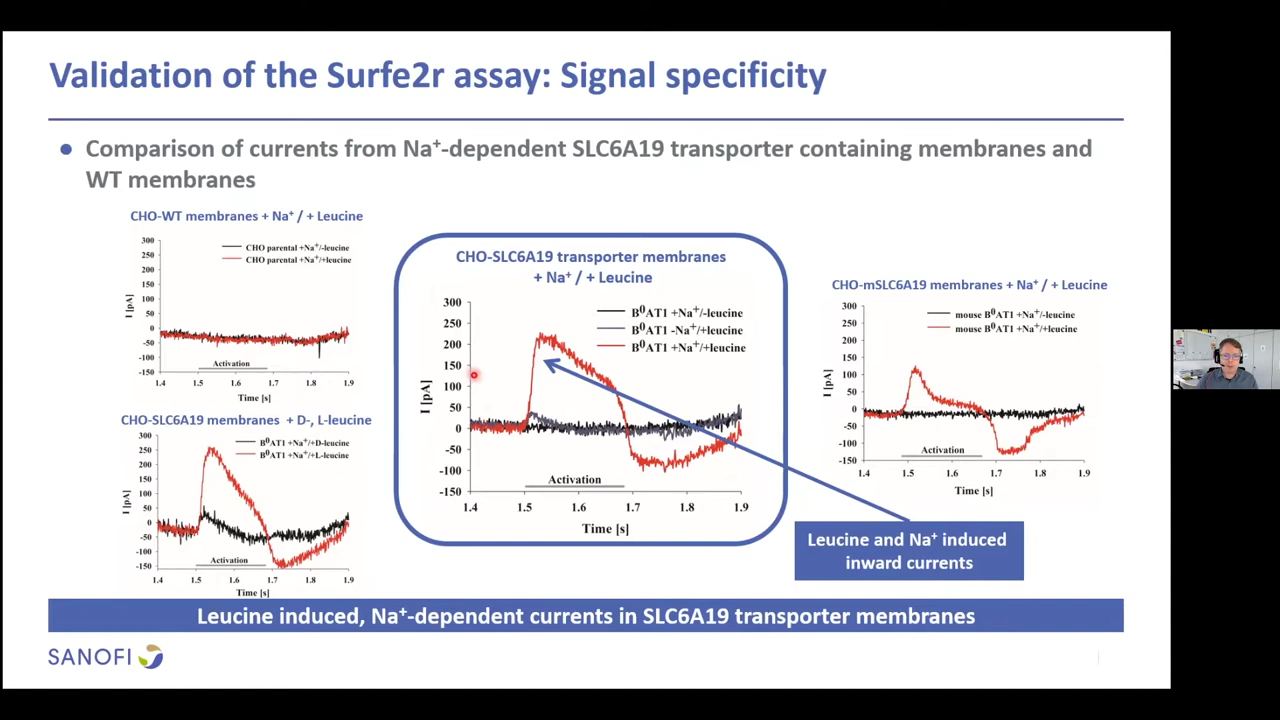 Validation of the Surfe2r assay: Signal specificity
● Comparison of currents from Na⁺-dependent SLC6A19 transporter containing membranes and
WT membranes
CHO-WT membranes + Na⁺ / + Leucine
300
250
200
150
100
50
0
-50
-100
-150
I [pA]
CHO parental +Na⁺/-leucine
CHO parental +Na⁺/+leucine
Activation
1.4 1.5 1.6 1.7 1.8 1.9
Time [s]
CHO-SLC6A19 membranes + D-, L-leucine
300
250
200
150
100
50
0
-50
-100
-150
I [pA]
B⁰AT1 +Na⁺/+D-leucine
B⁰AT1 +Na⁺/+L-leucine
Activation
1.4 1.5 1.6 1.7 1.8 1.9
Time [s]
CHO-SLC6A19 transporter membranes
+ Na⁺ / + Leucine
300
250
200
150
100
50
0
-50
-100
-150
I [pA]
B⁰AT1 +Na⁺/-leucine
B⁰AT1 -Na⁺/+leucine
B⁰AT1 +Na⁺/+leucine
Activation
1.4 1.5 1.6 1.7 1.8 1.9
Time [s]
CHO-mSLC6A19 membranes + Na⁺ / + Leucine
300
250
200
150
100
50
0
-50
-100
-150
I [pA]
mouse B⁰AT1 +Na⁺/-leucine
mouse B⁰AT1 +Na⁺/+leucine
Activation
1.4 1.5 1.6 1.7 1.8 1.9
Time [s]
Leucine and Na⁺ induced
inward currents
Leucine induced, Na⁺-dependent currents in SLC6A19 transporter membranes
SANOFI